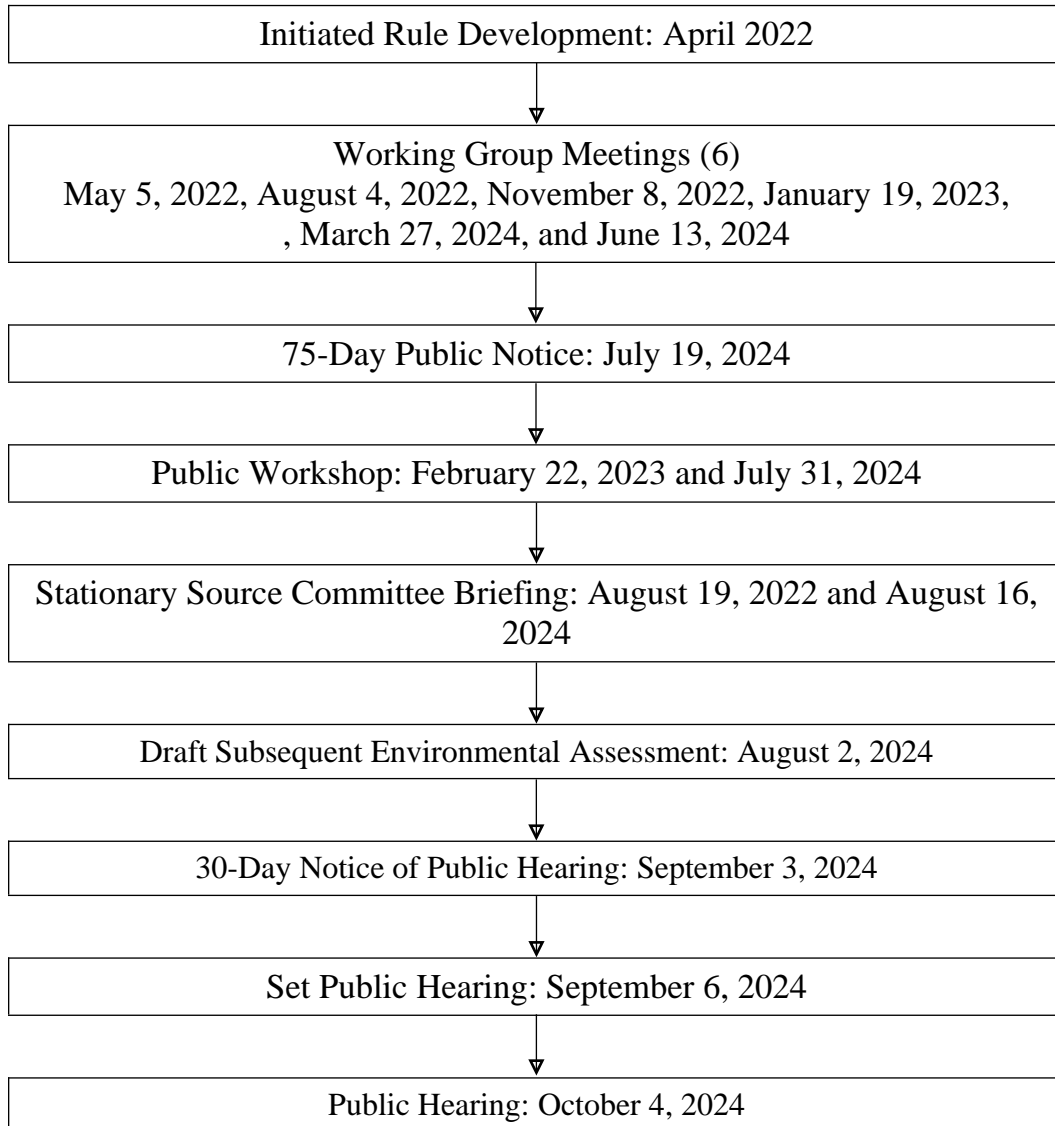 Initiated Rule Development: April 2022
Working Group Meetings (6)
May 5, 2022, August 4, 2022, November 8, 2022, January 19, 2023,
, March 27, 2024, and June 13, 2024
75-Day Public Notice: July 19, 2024
Public Workshop: February 22, 2023 and July 31, 2024
Stationary Source Committee Briefing: August 19, 2022 and August 16,
2024
Draft Subsequent Environmental Assessment: August 2, 2024
30-Day Notice of Public Hearing: September 3, 2024
Set Public Hearing: September 6, 2024
Public Hearing: October 4, 2024